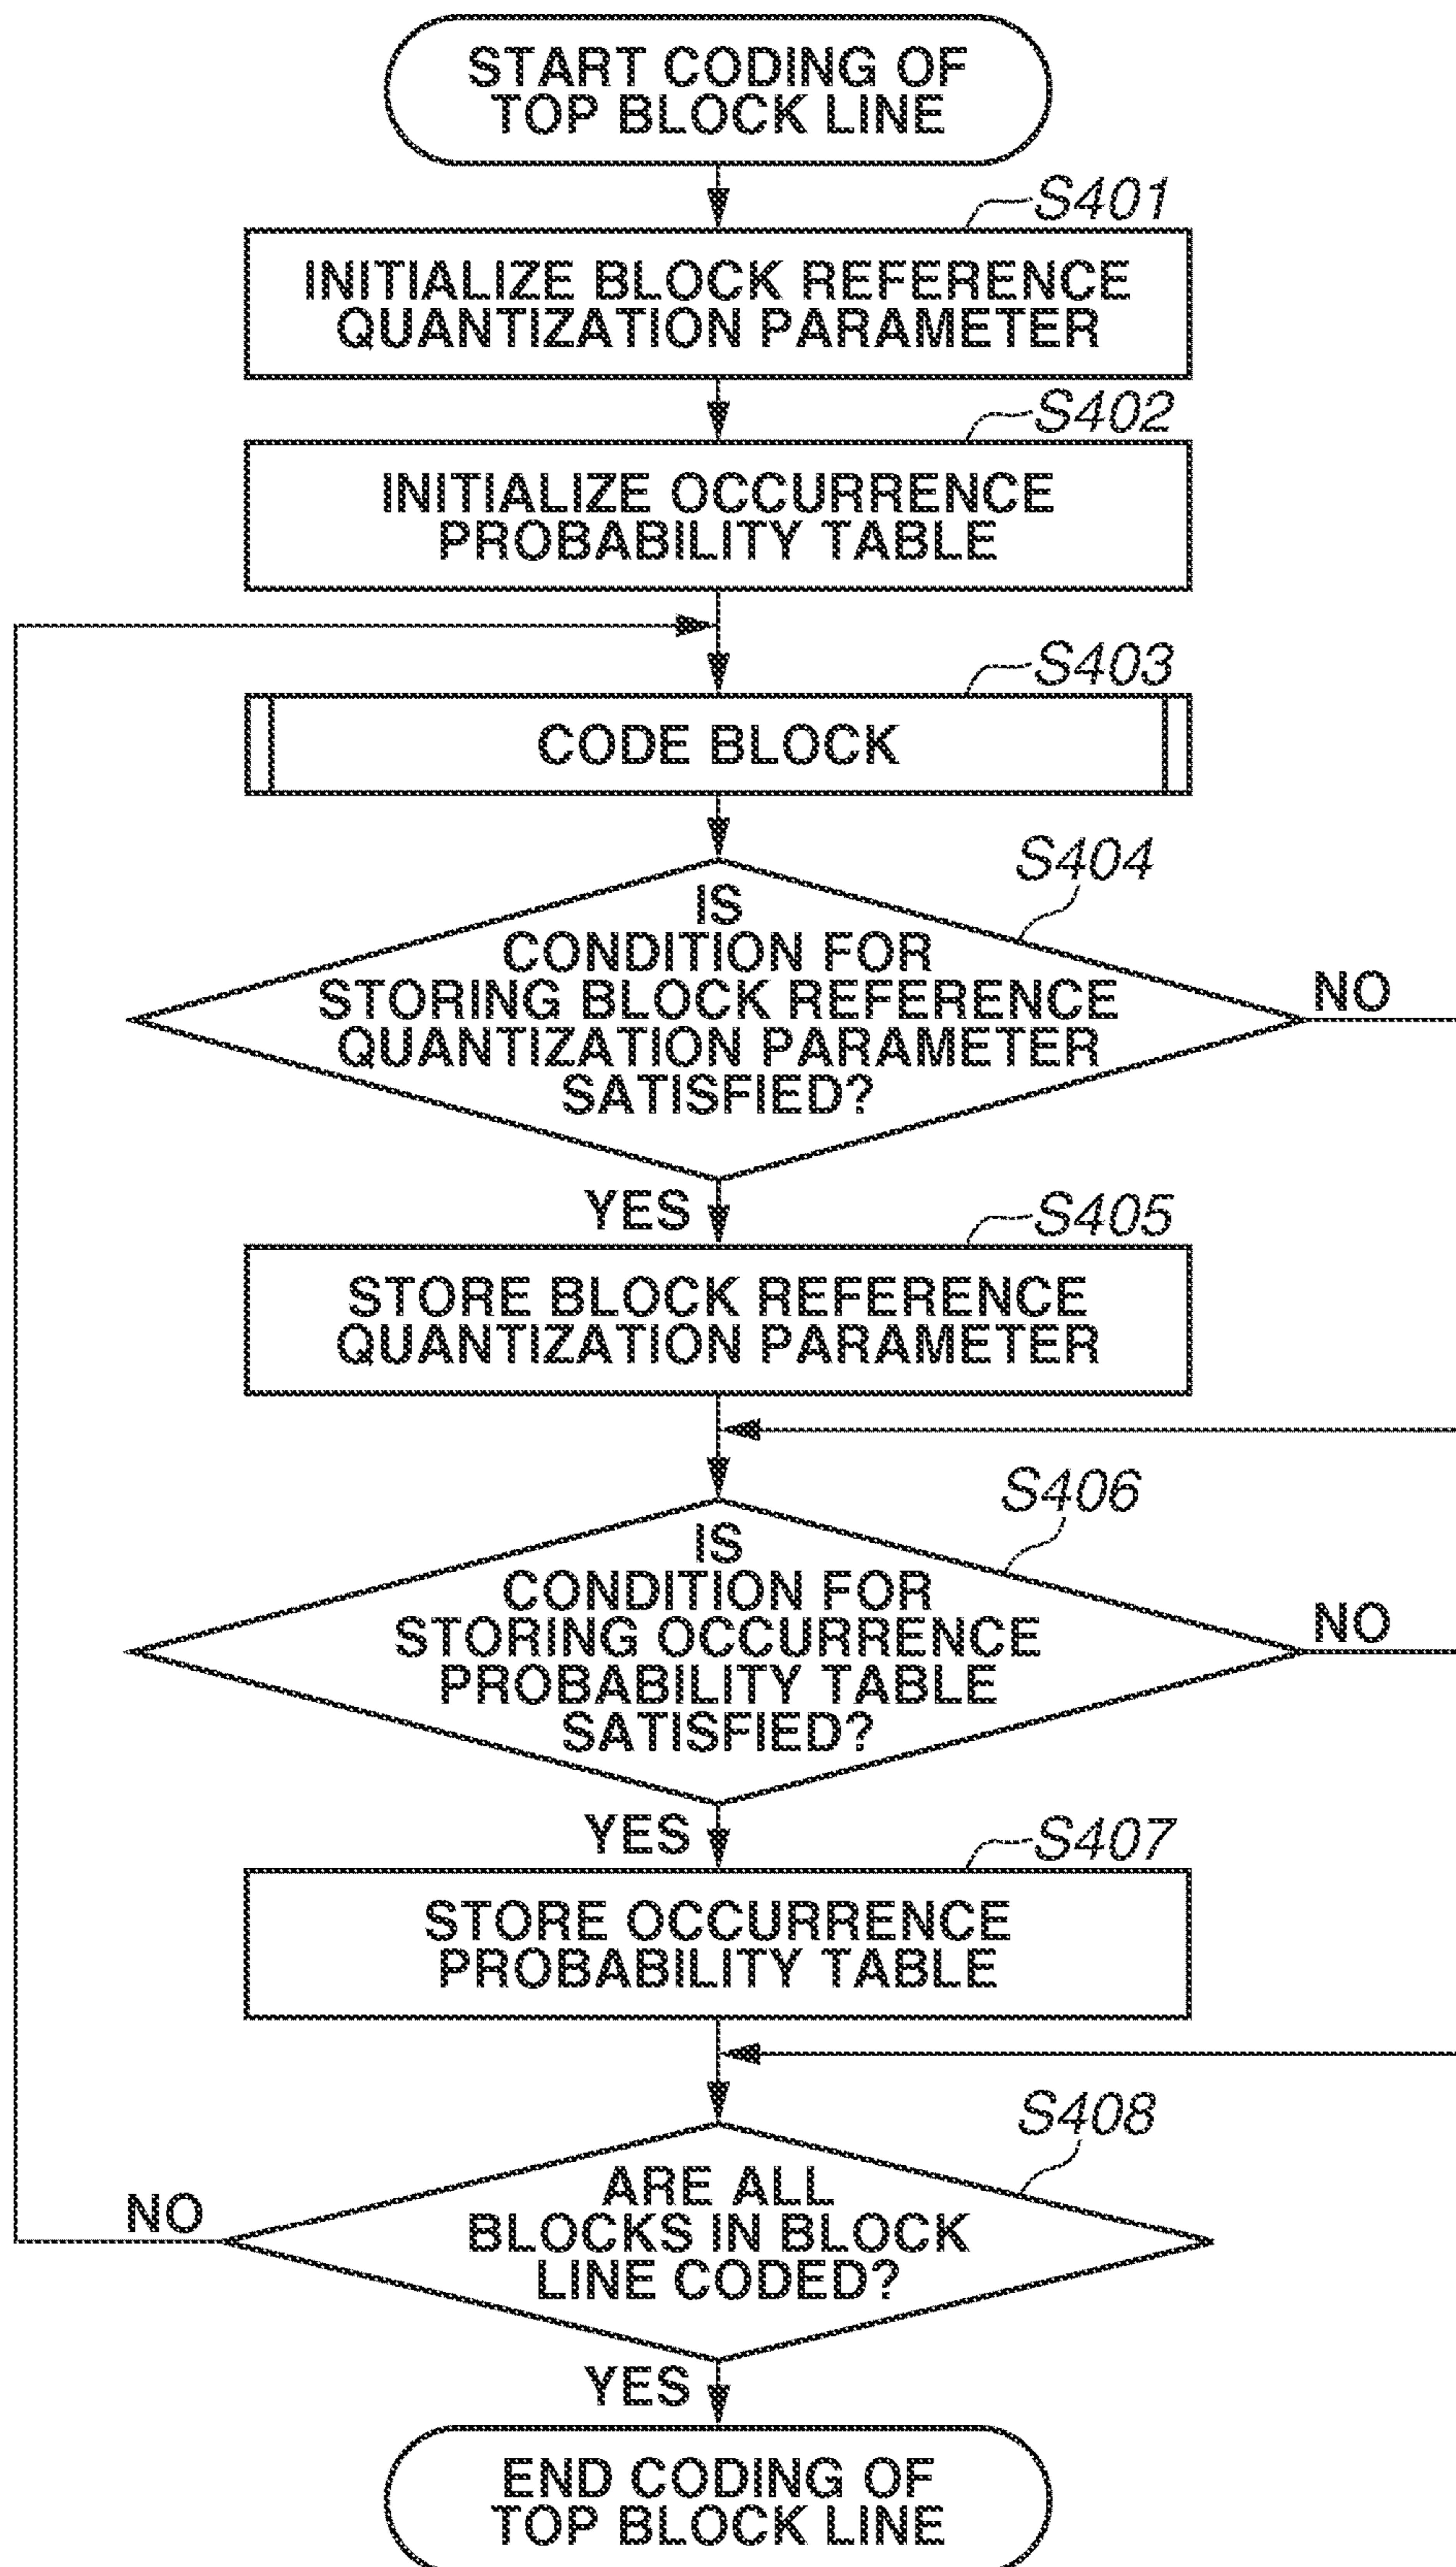 START CODING OF
TOP BLOCK LINE
S401
INITIALIZE BLOCK REFERENCE
QUANTIZATION PARAMETER
S402
INITIALIZE OCCURRENCE
PROBABILITY TABLE
S403
CODE BLOCK
S404
IS
CONDITION FOR
STORING BLOCK REFERENCE
QUANTIZATION PARAMETER
SATISFIED?
NO
YES
S405
STORE BLOCK REFERENCE
QUANTIZATION PARAMETER
S406
IS
CONDITION FOR
STORING OCCURRENCE
PROBABILITY TABLE
SATISFIED?
NO
YES
S407
STORE OCCURRENCE
PROBABILITY TABLE
S408
ARE ALL
BLOCKS IN BLOCK
LINE CODED?
NO
YES
END CODING OF
TOP BLOCK LINE